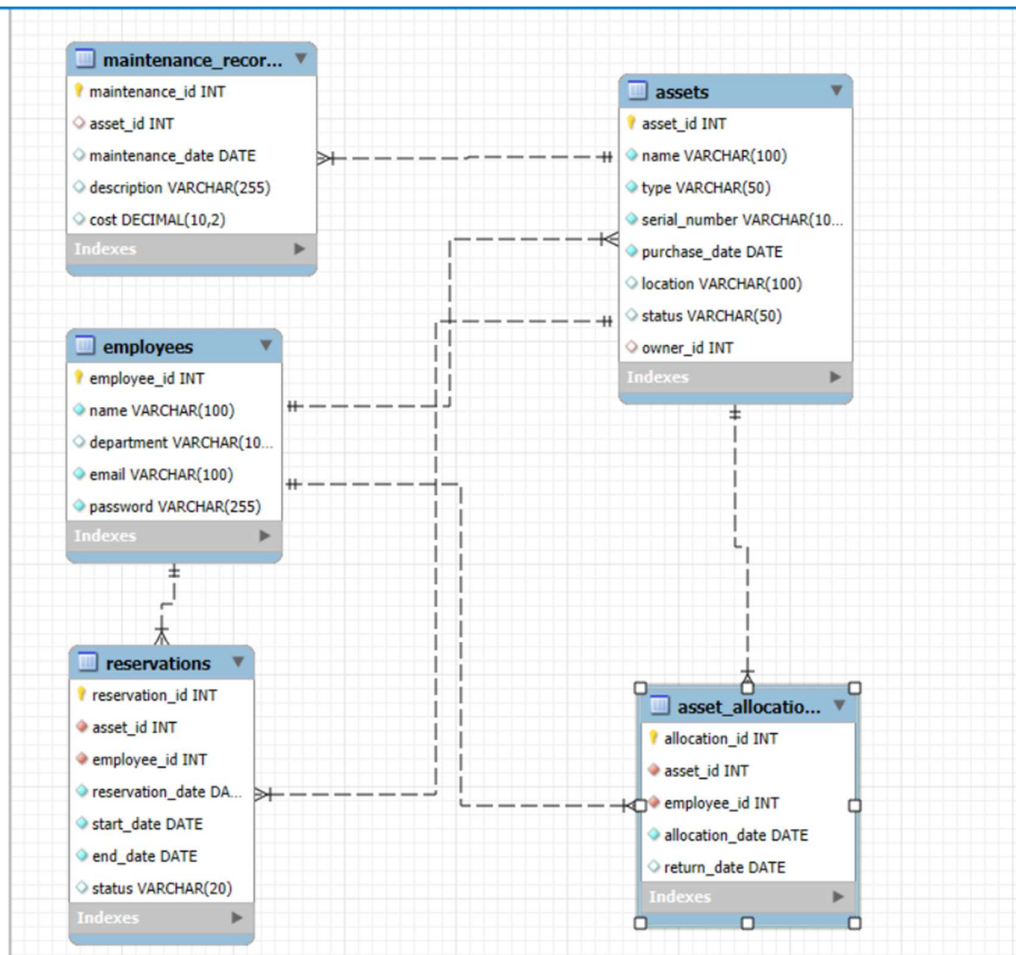 maintenance_recor...
maintenance_id INT
asset_id INT
maintenance_date DATE
description VARCHAR(255)
cost DECIMAL(10,2)
Indexes
assets
asset_id INT
name VARCHAR(100)
type VARCHAR(50)
serial_number VARCHAR(10...
purchase_date DATE
location VARCHAR(100)
status VARCHAR(50)
owner_id INT
Indexes
employees
employee_id INT
name VARCHAR(100)
department VARCHAR(10...
email VARCHAR(100)
password VARCHAR(255)
Indexes
reservations
reservation_id INT
asset_id INT
employee_id INT
reservation_date DA...
start_date DATE
end_date DATE
status VARCHAR(20)
Indexes
asset_allocatio...
allocation_id INT
asset_id INT
employee_id INT
allocation_date DATE
return_date DATE
Indexes